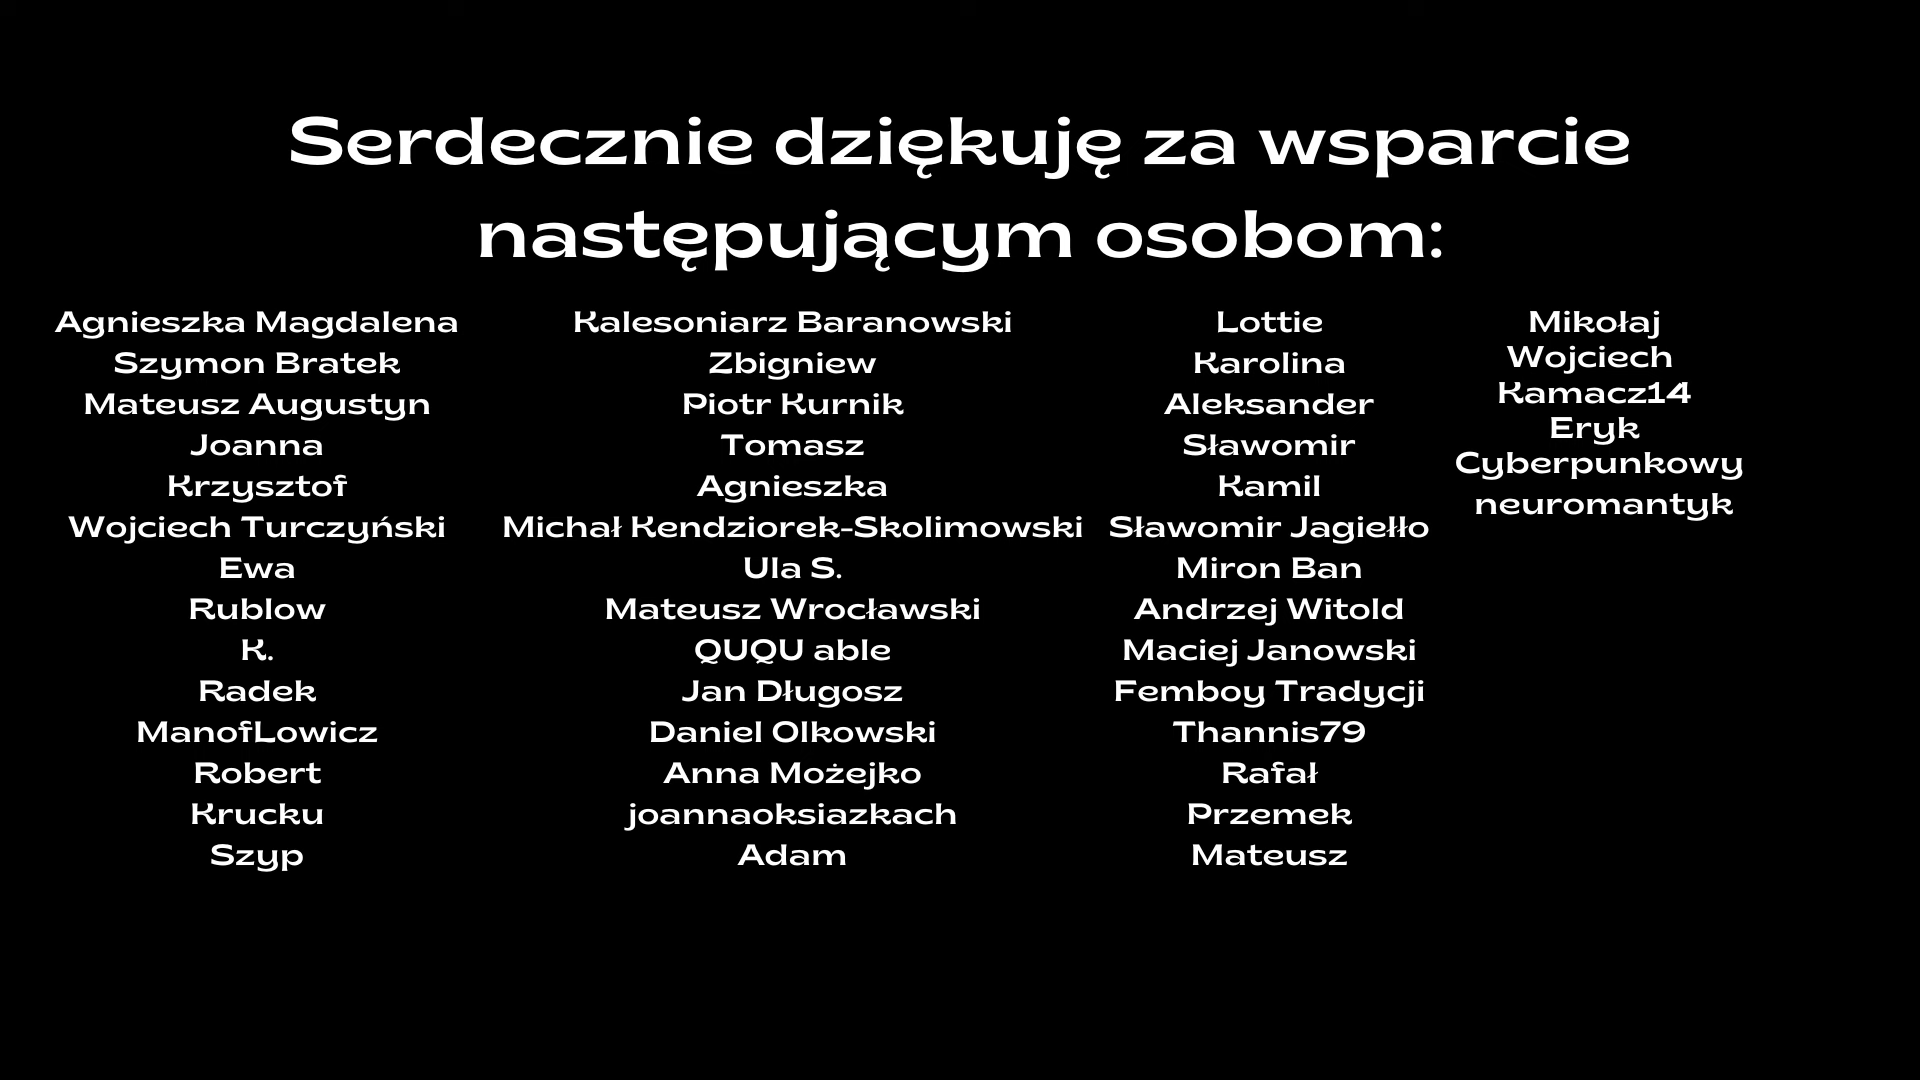 Serdecznie dziękuję za wsparcie
następującym osobom:
Agnieszka Magdalena
Szymon Bratek
Mateusz Augustyn
Joanna
Krzysztof
Wojciech Turczyński
Ewa
Rublow
K.
Radek
ManofLowicz
Robert
Krucku
Szyp
Kalesoniarz Baranowski
Zbigniew
Piotr Kurnik
Tomasz
Agnieszka
Michał Kendziorek-Skolimowski
Ula S.
Mateusz Wrocławski
QUQU able
Jan Długosz
Daniel Olkowski
Anna Możejko
joannaoksiazkach
Adam
Lottie
Karolina
Aleksander
Sławomir
Kamil
Sławomir Jagiełło
Miron Ban
Andrzej Witold
Maciej Janowski
Femboy Tradycji
Thannis79
Rafał
Przemek
Mateusz
Mikołaj
Wojciech
Kamacz14
Eryk
Cyberpunkowy
neuromantyk